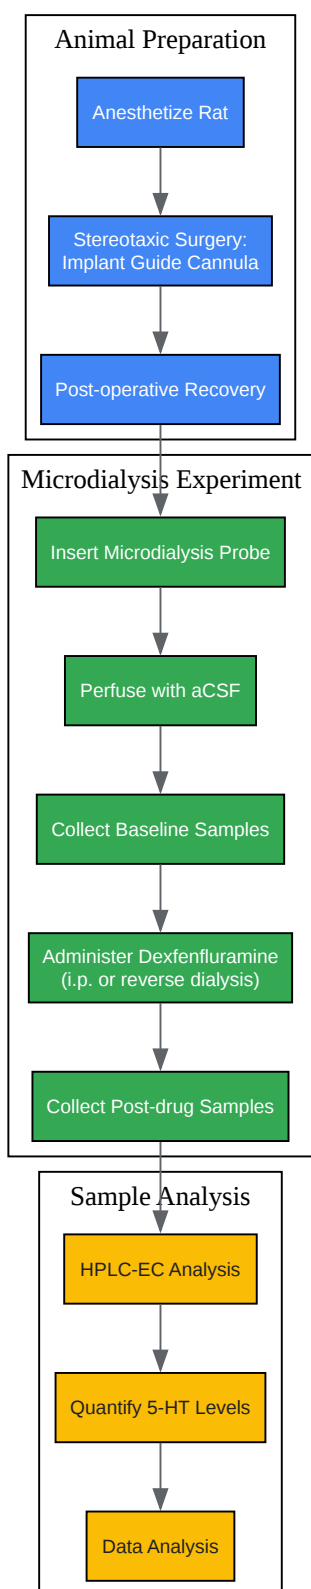 Animal Preparation
Anesthetize Rat
Stereotaxic Surgery:
Implant Guide Cannula
Post-operative Recovery
Microdialysis Experiment
Insert Microdialysis Probe
Perfuse with aCSF
Collect Baseline Samples
Administer Dexfenfluramine
(i.p. or reverse dialysis)
Collect Post-drug Samples
Sample Analysis
HPLC-EC Analysis
Quantify 5-HT Levels
Data Analysis